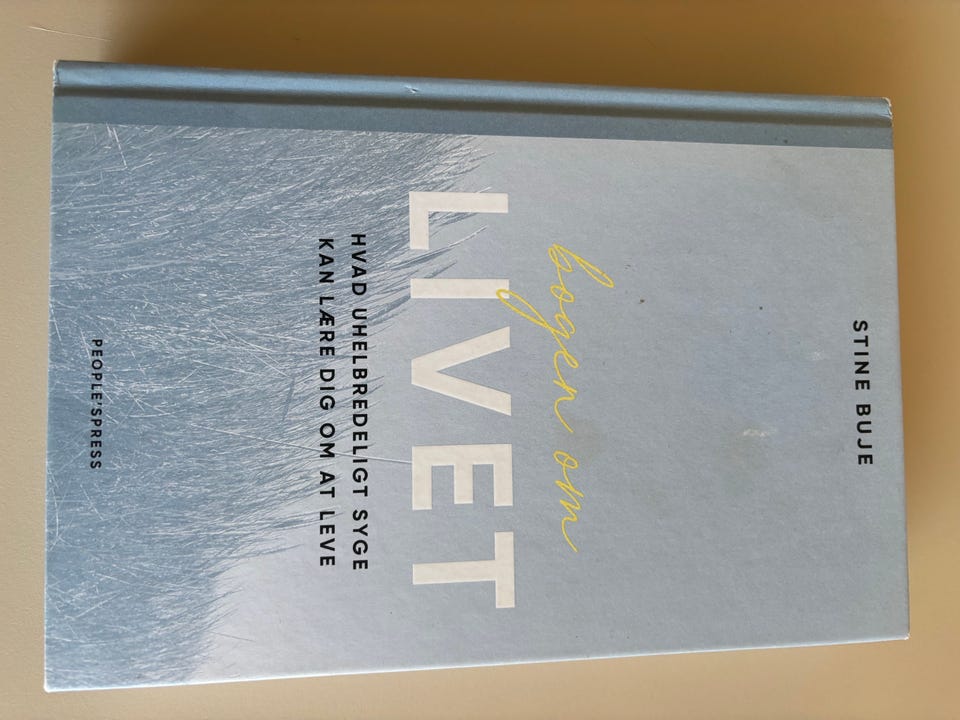 STINE BUJE
bogen om
LIVET
HVAD UHELBREDELIGT SYGE
KAN LÆRE DIG OM AT LEVE
PEOPLE'SPRESS